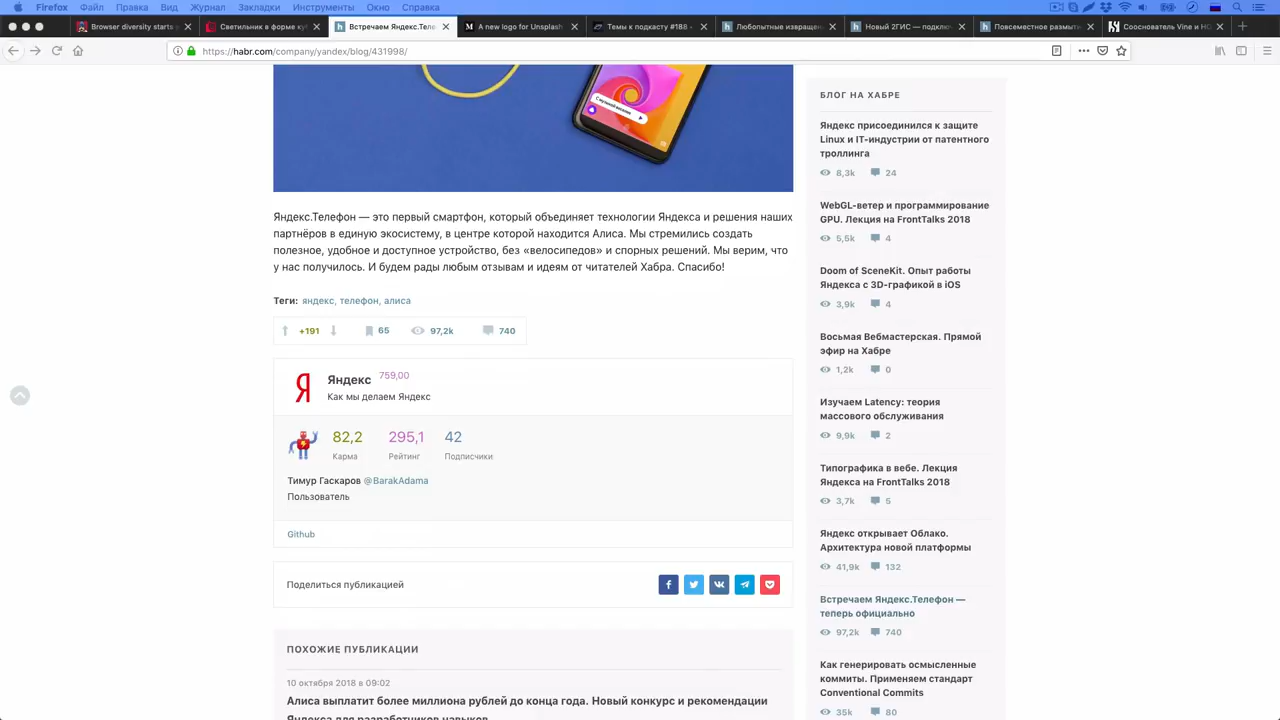 Firefox Файл Правка Вид Журнал Закладки Инструменты Окно Справка
Browser diversity starts
Светильник в форме ку
Встречаем Яндекс.Теле
A new logo for Unsplash
Темы к подкасту #188
Любопытные извращен
Новый 2ГИС — подклю
Повсеместное размыти
Сооснователь Vine и HQ
https://habr.com/company/yandex/blog/431998/
Яндекс.Телефон — это первый смартфон, который объединяет технологии Яндекса и решения наших
партнёров в единую экосистему, в центре которой находится Алиса. Мы стремились создать
полезное, удобное и доступное устройство, без «велосипедов» и спорных решений. Мы верим, что
у нас получилось. И будем рады любым отзывам и идеям от читателей Хабра. Спасибо!
Теги: яндекс, телефон, алиса
+191 65 97,2k 740
Я
Яндекс 759,00
Как мы делаем Яндекс
82,2 295,1 42
Карма Рейтинг Подписчики
Тимур Гаскаров @BarakAdama
Пользователь
Github
Поделиться публикацией
ПОХОЖИЕ ПУБЛИКАЦИИ
10 октября 2018 в 09:02
Алиса выплатит более миллиона рублей до конца года. Новый конкурс и рекомендации
Яндекса для разработчиков навыков
БЛОГ НА ХАБРЕ
Яндекс присоединился к защите
Linux и IT-индустрии от патентного
троллинга
8,3k 24
WebGL-ветер и программирование
GPU. Лекция на FrontTalks 2018
5,5k 4
Doom of SceneKit. Опыт работы
Яндекса с 3D-графикой в iOS
3,9k 4
Восьмая Вебмастерская. Прямой
эфир на Хабре
1,2k 0
Изучаем Latency: теория
массового обслуживания
9,9k 2
Типографика в вебе. Лекция
Яндекса на FrontTalks 2018
3,7k 5
Яндекс открывает Облако.
Архитектура новой платформы
41,9k 132
Встречаем Яндекс.Телефон —
теперь официально
97,2k 740
Как генерировать осмысленные
коммиты. Применяем стандарт
Conventional Commits
35k 80